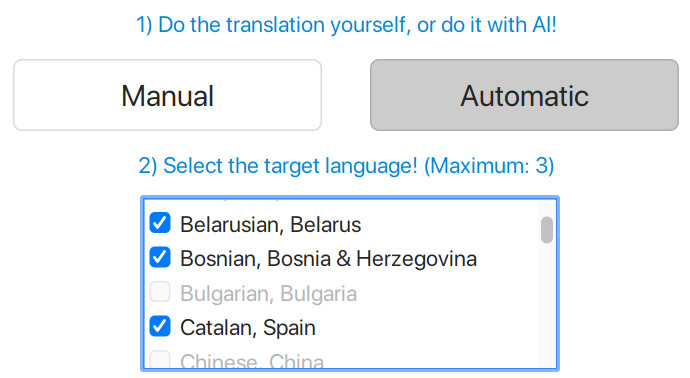 1) Do the translation yourself, or do it with AI!
Manual
Automatic
2) Select the target language! (Maximum: 3)
Belarusian, Belarus
Bosnian, Bosnia & Herzegovina
Bulgarian, Bulgaria
Catalan, Spain
Chinese, China